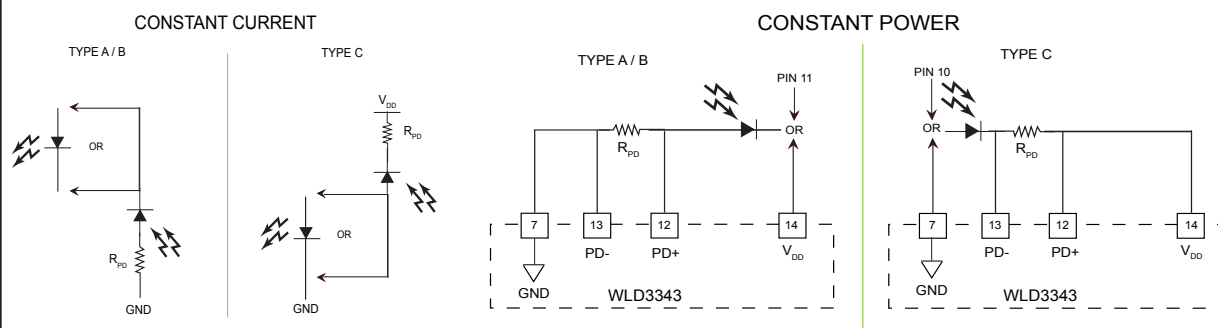 CONSTANT CURRENT
TYPE A / B
OR
R_PD
GND
TYPE C
V_DD
R_PD
OR
CONSTANT POWER
TYPE A / B
PIN 11
OR
R_PD
7
13
12
14
PD-
PD+
V_DD
GND
WLD3343
TYPE C
PIN 10
OR
R_PD
7
13
12
14
PD-
PD+
V_DD
GND
WLD3343